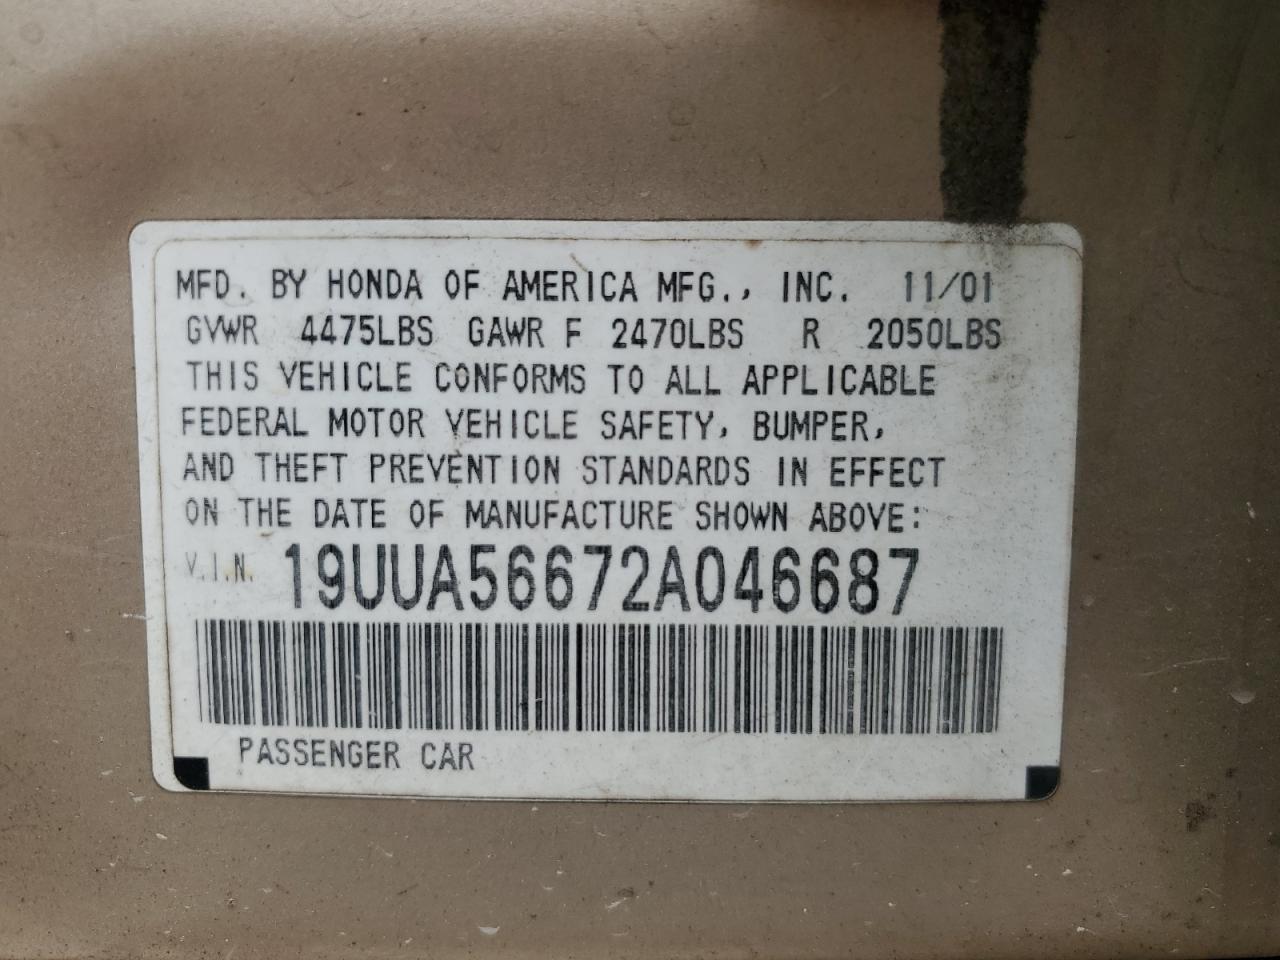 MFD. BY HONDA OF AMERICA MFG., INC. 11/01
GVWR 4475LBS GAWR F 2470LBS R 2050LBS
THIS VEHICLE CONFORMS TO ALL APPLICABLE
FEDERAL MOTOR VEHICLE SAFETY, BUMPER,
AND THEFT PREVENTION STANDARDS IN EFFECT
ON THE DATE OF MANUFACTURE SHOWN ABOVE:
V.I.N. 19UUA56672A046687
PASSENGER CAR